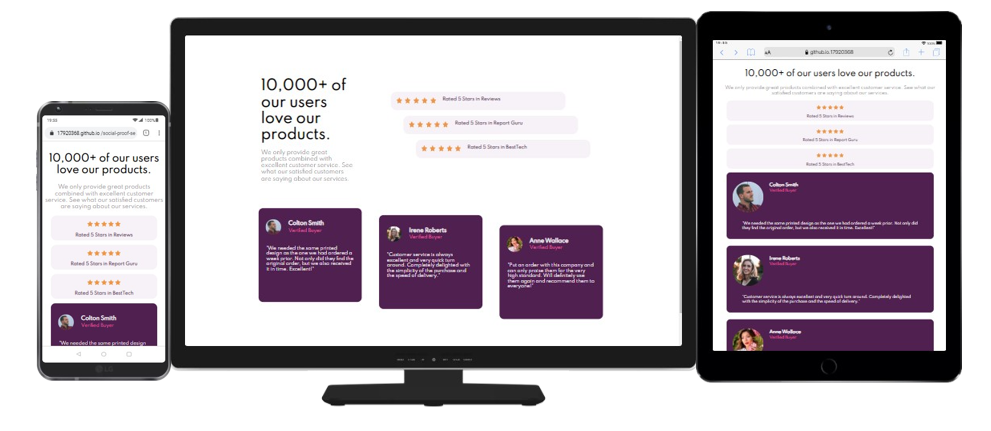 19:55
100%
17920368.github.io/social-proof-se
10,000+ of our users
love our products.
We only provide great
products combined with
excellent customer
service. See what our satisfied customers
are saying about our services.
Rated 5 Stars in Reviews
Rated 5 Stars in Report Guru
Rated 5 Stars in BestTech
Colton Smith
Verified Buyer
"We needed the same printed
LG
10,000+ of
our users
love our
products.
We only provide great
products combined with
excellent customer service. See
what our satisfied customers
are saying about our services.
Rated 5 Stars in Reviews
Rated 5 Stars in Report Guru
Rated 5 Stars in BestTech
Colton Smith
Verified Buyer
"We needed the same printed
design as the one we had ordered a
week prior. Not only did they find the
original order, but we also received
it in time. Excellent!"
Irene Roberts
Verified Buyer
"Customer service is always
excellent and very quick turn
around. Completely delighted with
the simplicity of the purchase and
the speed of delivery."
Anne Wallace
Verified Buyer
"Put an order with this company and
can only praise them for the very
high standard. Will definitely use
them again and recommend them to
everyone!"
AA
github.io.17920368
10,000+ of our users love our products.
We only provide great products combined with excellent customer service. See what our
satisfied customers are saying about our services.
Rated 5 Stars in Reviews
Rated 5 Stars in Report Guru
Rated 5 Stars in BestTech
Colton Smith
Verified Buyer
"We needed the same printed design as the one we had ordered a week prior. Not only did
they find the original order, but we also received it in time. Excellent!"
Irene Roberts
Verified Buyer
"Customer service is always excellent and very quick turn around. Completely delighted
with the simplicity of the purchase and the speed of delivery."
Anne Wallace
Verified Buyer